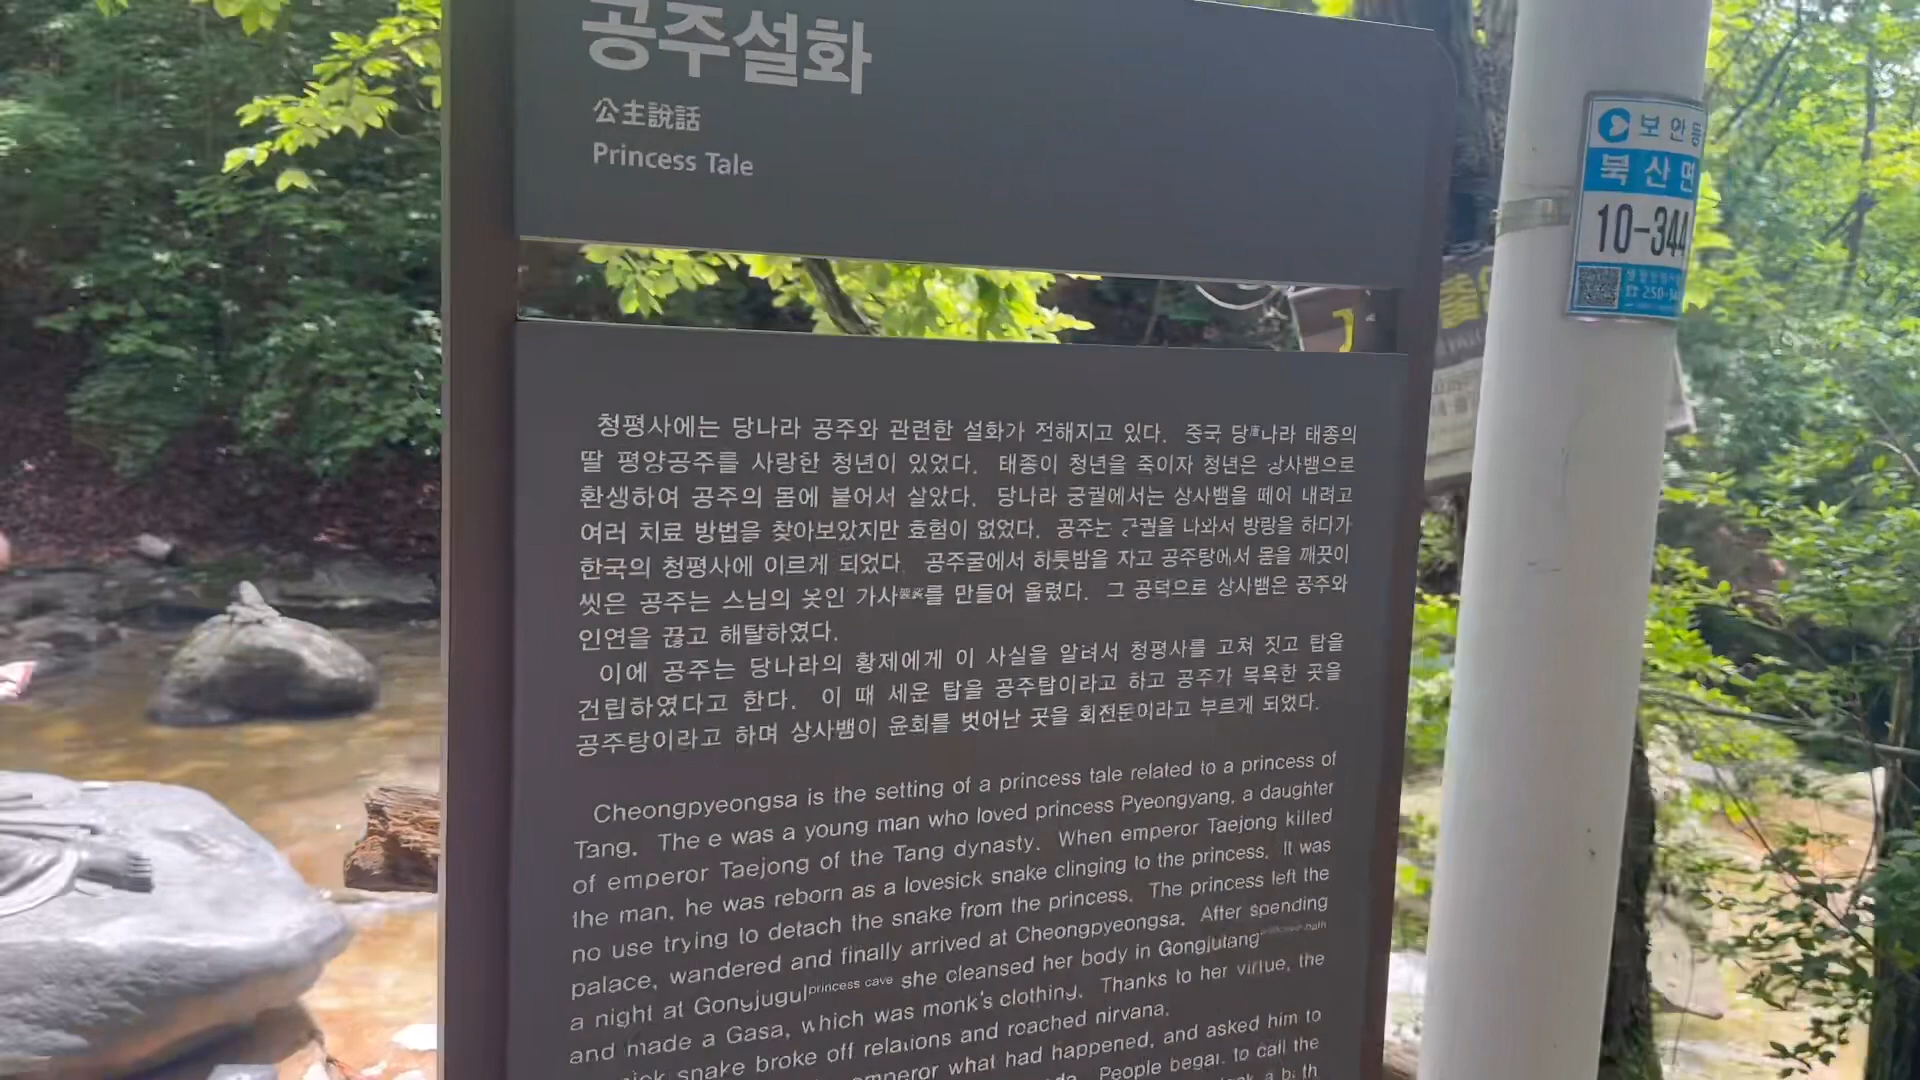 공주설화
公主說話
Princess Tale
보안등
북산면
10-344
청평사에는 당나라 공주와 관련한 설화가 전해지고 있다. 중국 당唐나라 태종의
딸 평양공주를 사랑한 청년이 있었다. 태종이 청년을 죽이자 청년은 상사뱀으로
환생하여 공주의 몸에 붙어서 살았다. 당나라 궁궐에서는 상사뱀을 떼어 내려고
여러 치료 방법을 찾아보았지만 효험이 없었다. 공주는 궁궐을 나와서 방랑을 하다가
한국의 청평사에 이르게 되었다. 공주굴에서 하룻밤을 자고 공주탕에서 몸을 깨끗이
씻은 공주는 스님의 옷인 가사袈裟를 만들어 올렸다. 그 공덕으로 상사뱀은 공주와
인연을 끊고 해탈하였다.
이에 공주는 당나라의 황제에게 이 사실을 알려서 청평사를 고쳐 짓고 탑을
건립하였다고 한다. 이 때 세운 탑을 공주탑이라고 하고 공주가 목욕한 곳을
공주탕이라고 하며 상사뱀이 윤회를 벗어난 곳을 회전문이라고 부르게 되었다.
Cheongpyeongsa is the setting of a princess tale related to a princess of
Tang. The e was a young man who loved princess Pyeongyang, a daughter
of emperor Taejong of the Tang dynasty. When emperor Taejong killed
the man, he was reborn as a lovesick snake clinging to the princess. It was
no use trying to detach the snake from the princess. The princess left the
palace, wandered and finally arrived at Cheongpyeongsa. After spending
a night at Gongjugul princess cave she cleansed her body in Gongjutang
and made a Gasa, which was monk's clothing. Thanks to her virtue, the
snake broke off relations and roached nirvana.
emperor what had happened, and asked him to
People began to call the